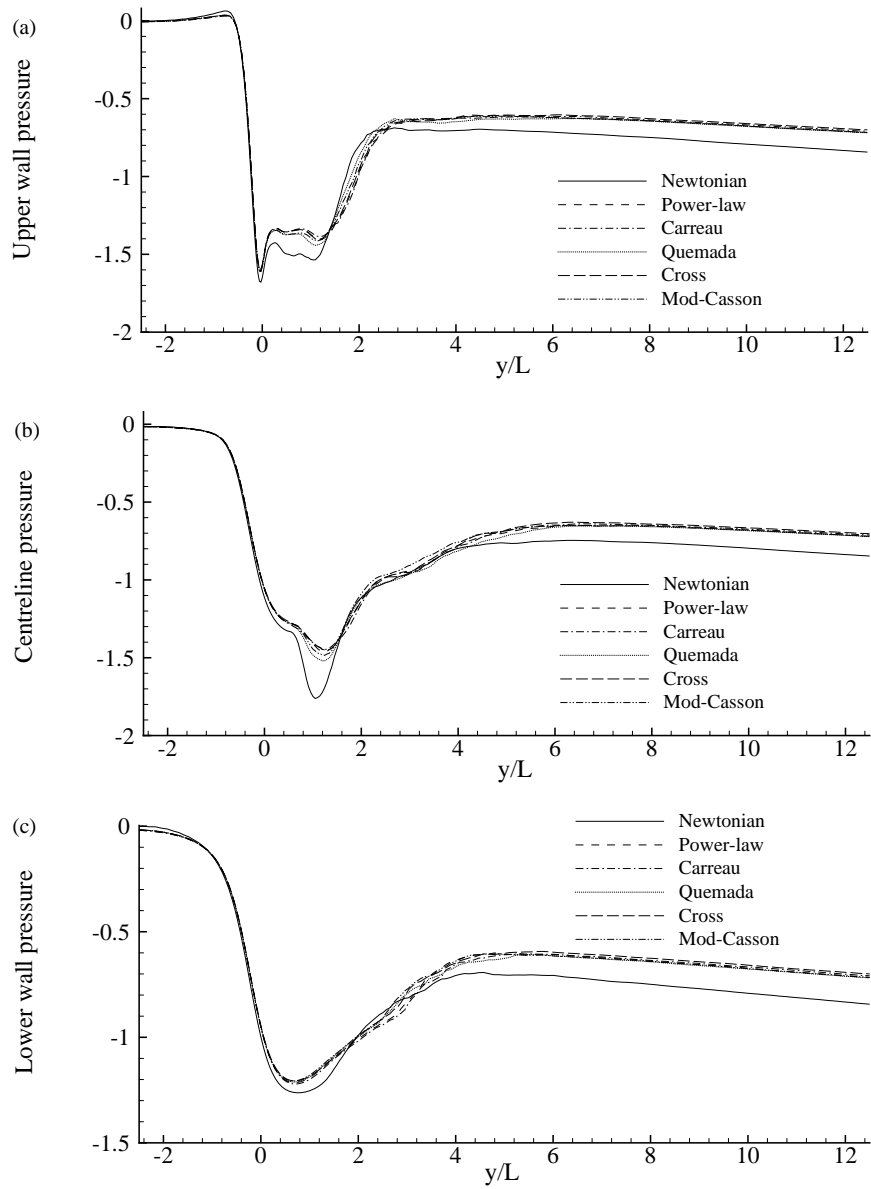 (a)
Upper wall pressure
0
-0.5
-1
-1.5
-2
-2 0 2 4 6 8 10 12
y/L
Newtonian
Power-law
Carreau
Quemada
Cross
Mod-Casson
(b)
Centreline pressure
0
-0.5
-1
-1.5
-2
-2 0 2 4 6 8 10 12
y/L
Newtonian
Power-law
Carreau
Quemada
Cross
Mod-Casson
(c)
Lower wall pressure
0
-0.5
-1
-1.5
-2 0 2 4 6 8 10 12
y/L
Newtonian
Power-law
Carreau
Quemada
Cross
Mod-Casson